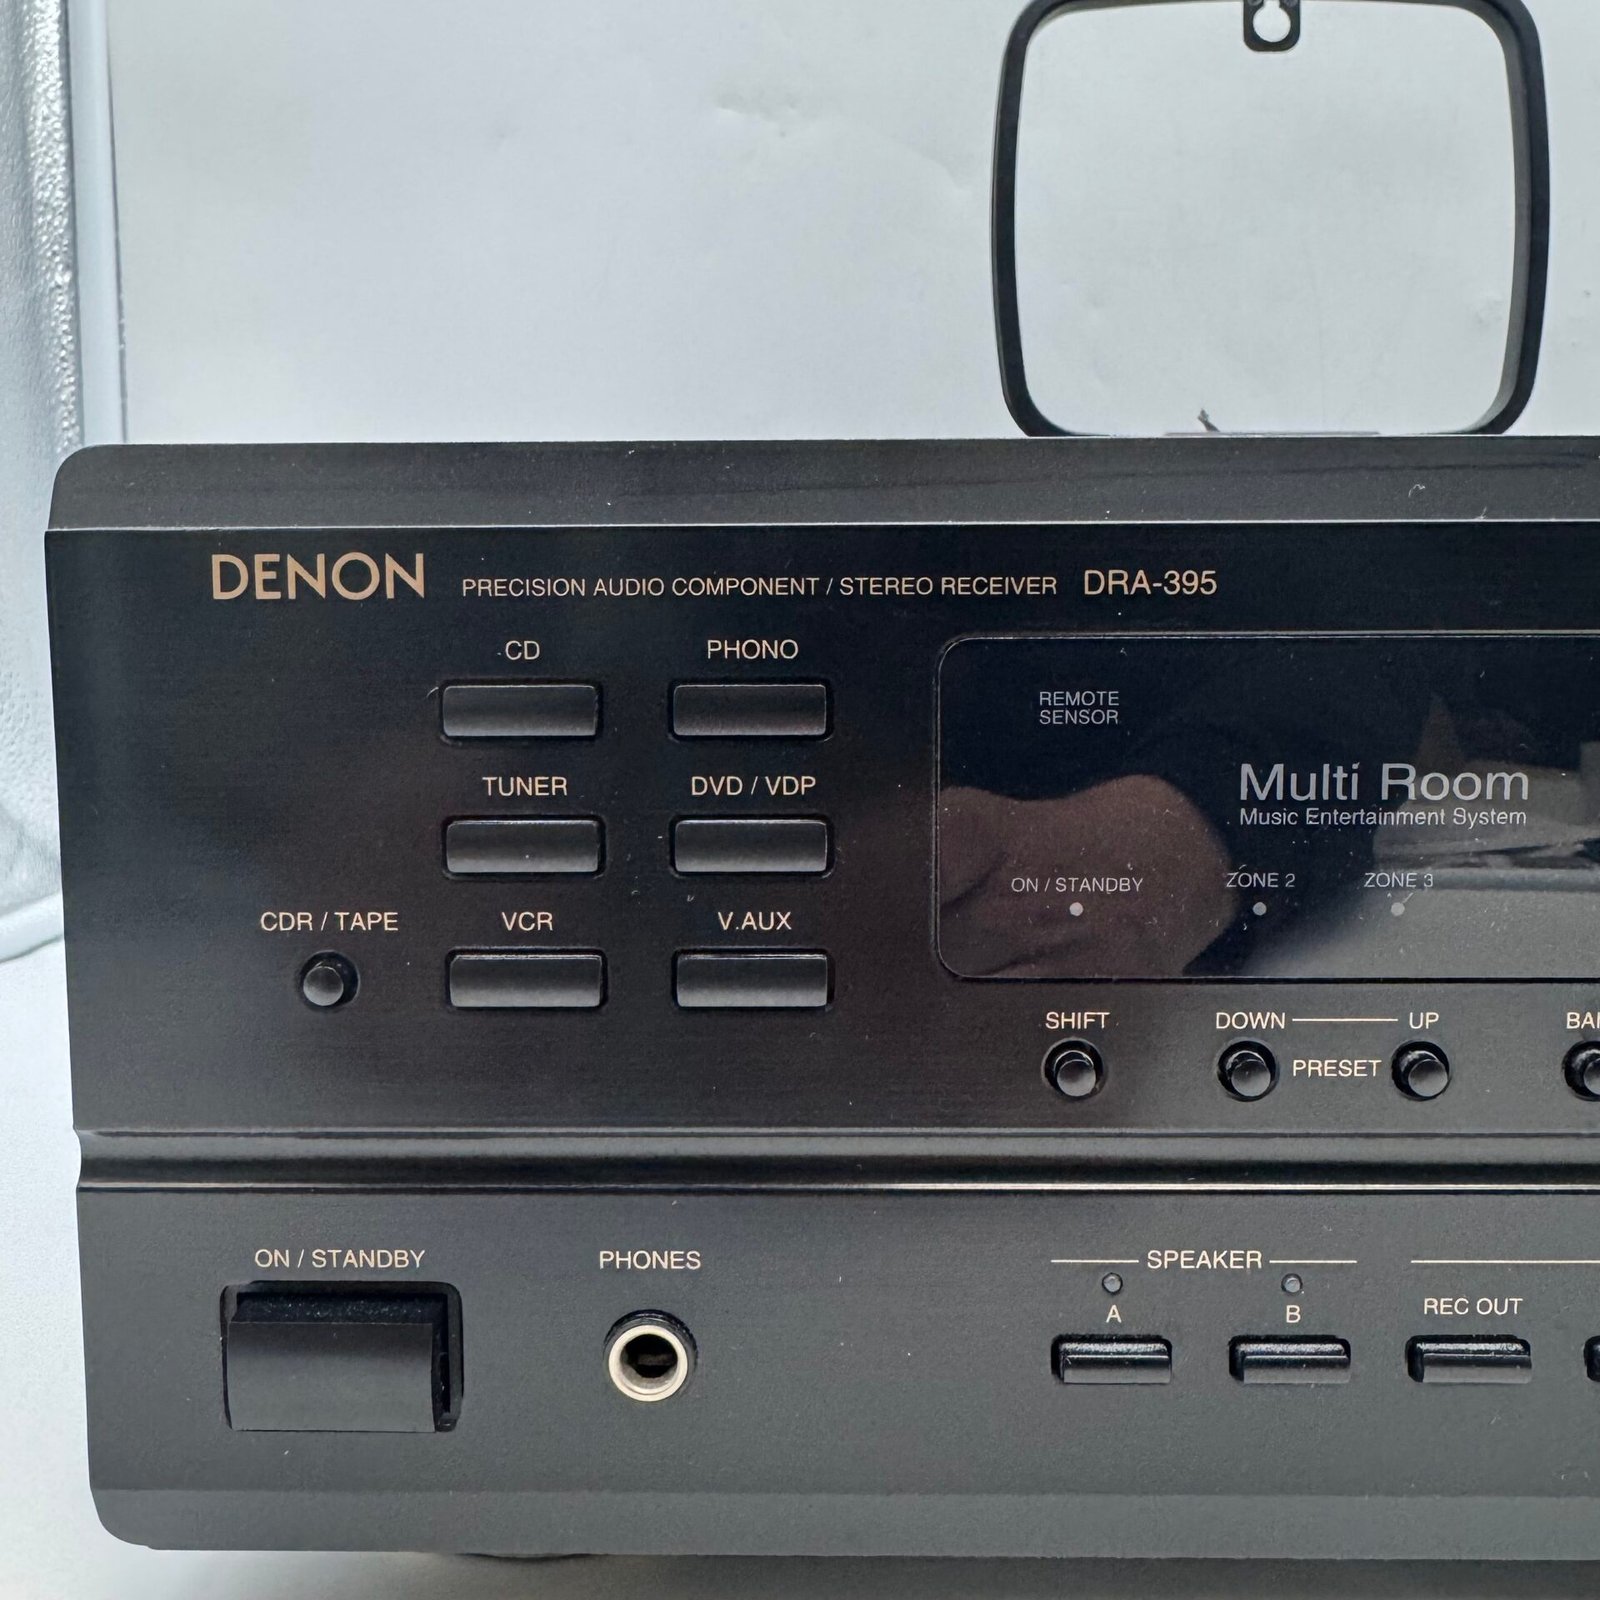 DENON PRECISION AUDIO COMPONENT / STEREO RECEIVER DRA-395
CD PHONO
REMOTE
SENSOR
TUNER DVD / VDP
Multi Room
Music Entertainment System
ON / STANDBY ZONE 2 ZONE 3
CDR / TAPE VCR V.AUX
SHIFT DOWN UP
PRESET
ON / STANDBY PHONES SPEAKER
A B REC OUT